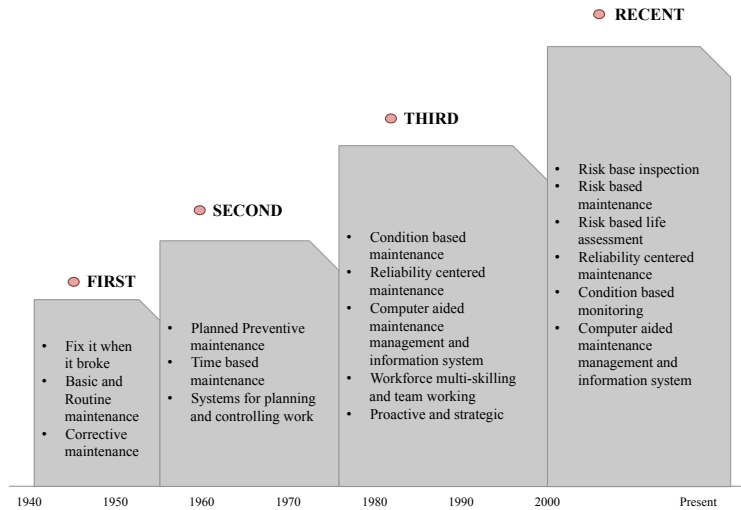 FIRST
• Fix it when
it broke
• Basic and
Routine
maintenance
• Corrective
maintenance
SECOND
• Planned Preventive
maintenance
• Time based
maintenance
• Systems for planning
and controlling work
THIRD
• Condition based
maintenance
• Reliability centered
maintenance
• Computer aided
maintenance
management and
information system
• Workforce multi-skilling
and team working
• Proactive and strategic
RECENT
• Risk base inspection
• Risk based
maintenance
• Risk based life
assessment
• Reliability centered
maintenance
• Condition based
monitoring
• Computer aided
maintenance
management and
information system
1940 1950 1960 1970 1980 1990 2000 Present